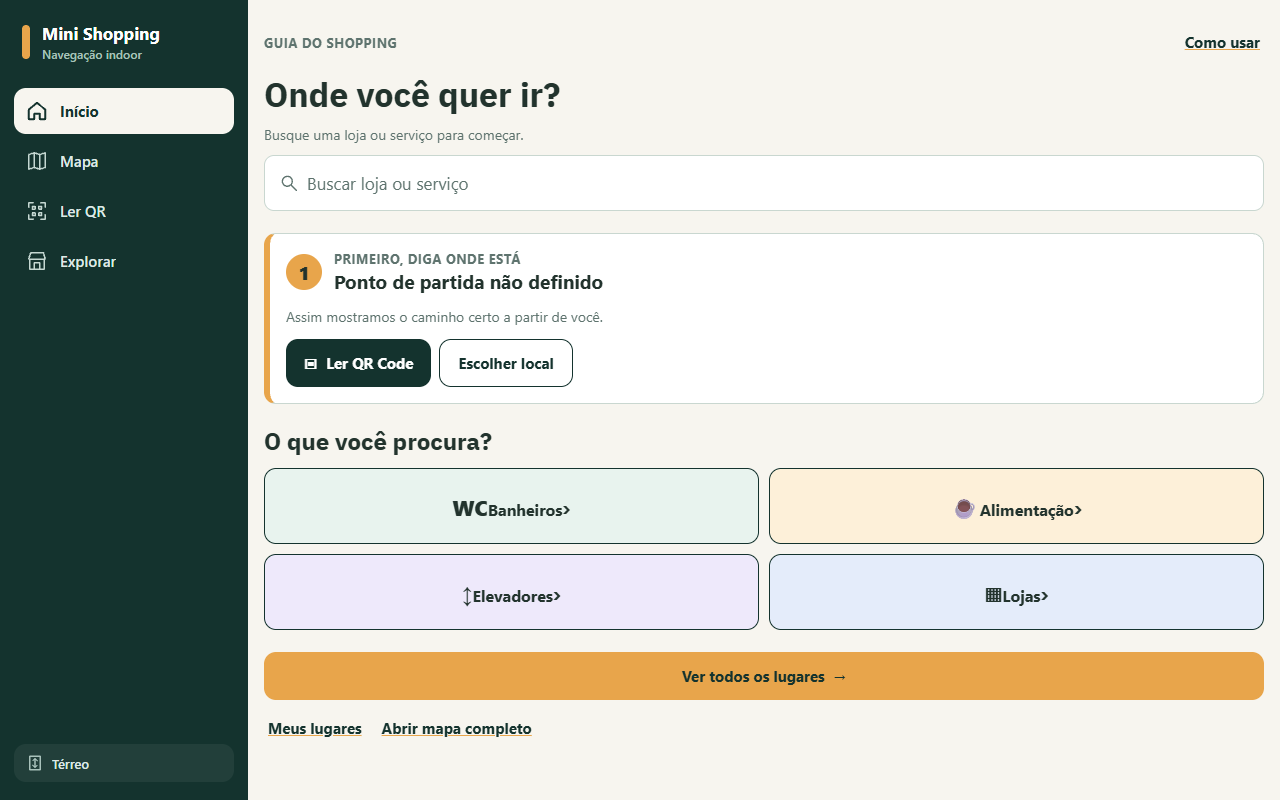 Mini Shopping
Navegação indoor
Início
Mapa
Ler QR
Explorar
Térreo
GUIA DO SHOPPING
Como usar
Onde você quer ir?
Busque uma loja ou serviço para começar.
Buscar loja ou serviço
1
PRIMEIRO, DIGA ONDE ESTÁ
Ponto de partida não definido
Assim mostramos o caminho certo a partir de você.
Ler QR Code
Escolher local
O que você procura?
WC Banheiros›
Alimentação›
↕Elevadores›
▦Lojas›
Ver todos os lugares →
Meus lugares
Abrir mapa completo